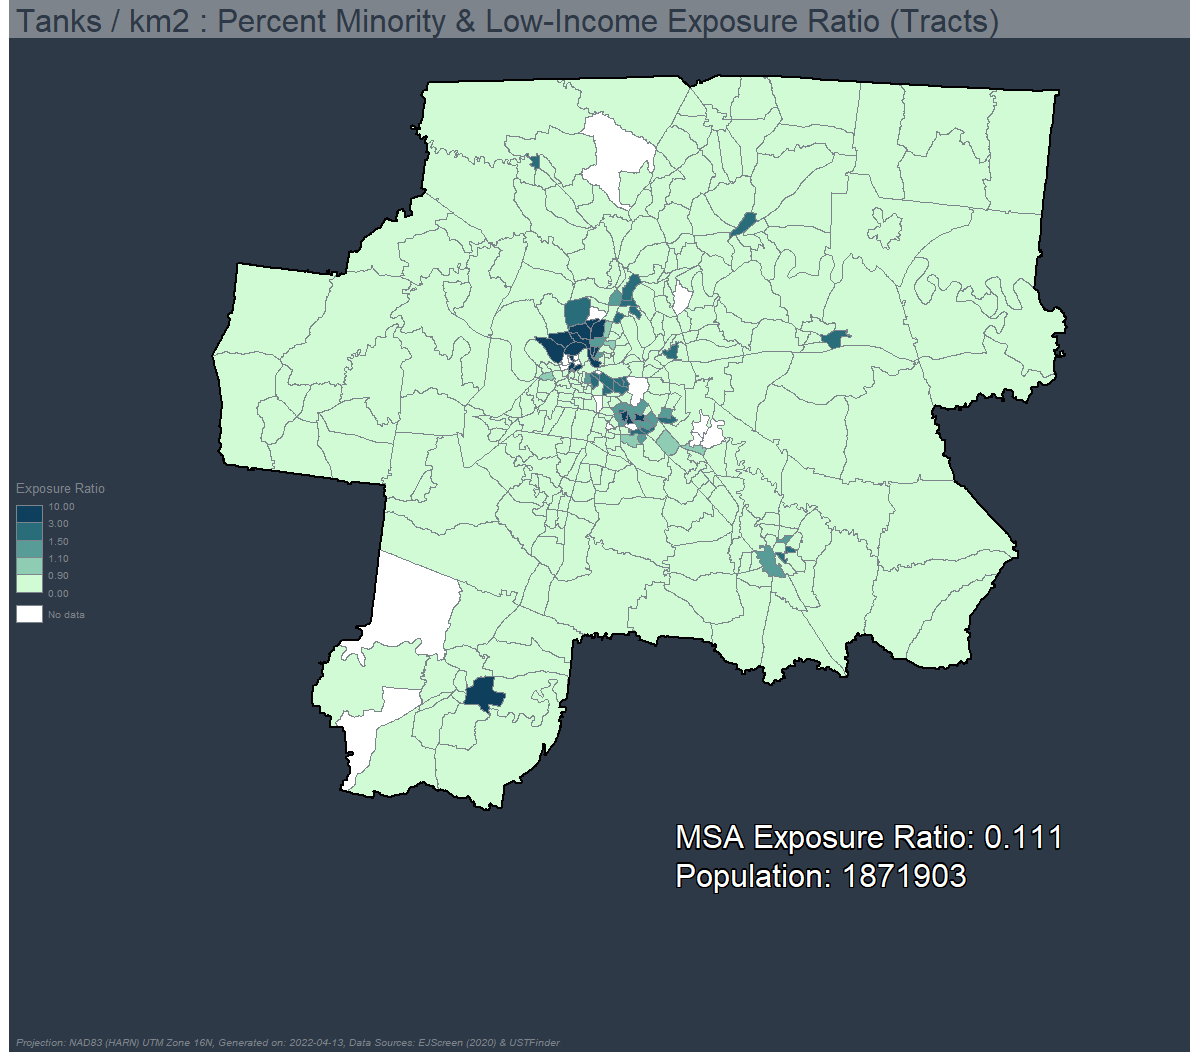 Tanks / km2 : Percent Minority & Low-Income Exposure Ratio (Tracts)
Exposure Ratio
10.00
3.00
1.50
1.10
0.90
0.00
No data
MSA Exposure Ratio: 0.111
Population: 1871903
Projection: NAD83 (HARN) UTM Zone 16N, Generated on: 2022-04-13, Data Sources: EJScreen (2020) & USTFinder